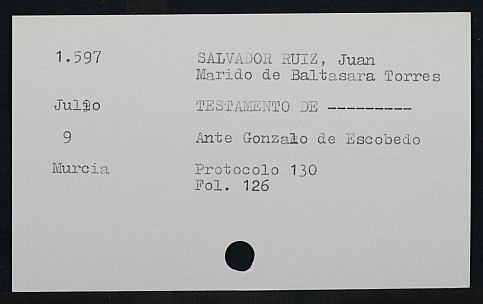 1.597 SALVADOR RUIZ, Juan
Marido de Baltasara Torres
Julio TESTAMENTO DE ----------
9 Ante Gonzalo de Escobedo
Murcia Protocolo 130
Fol. 126